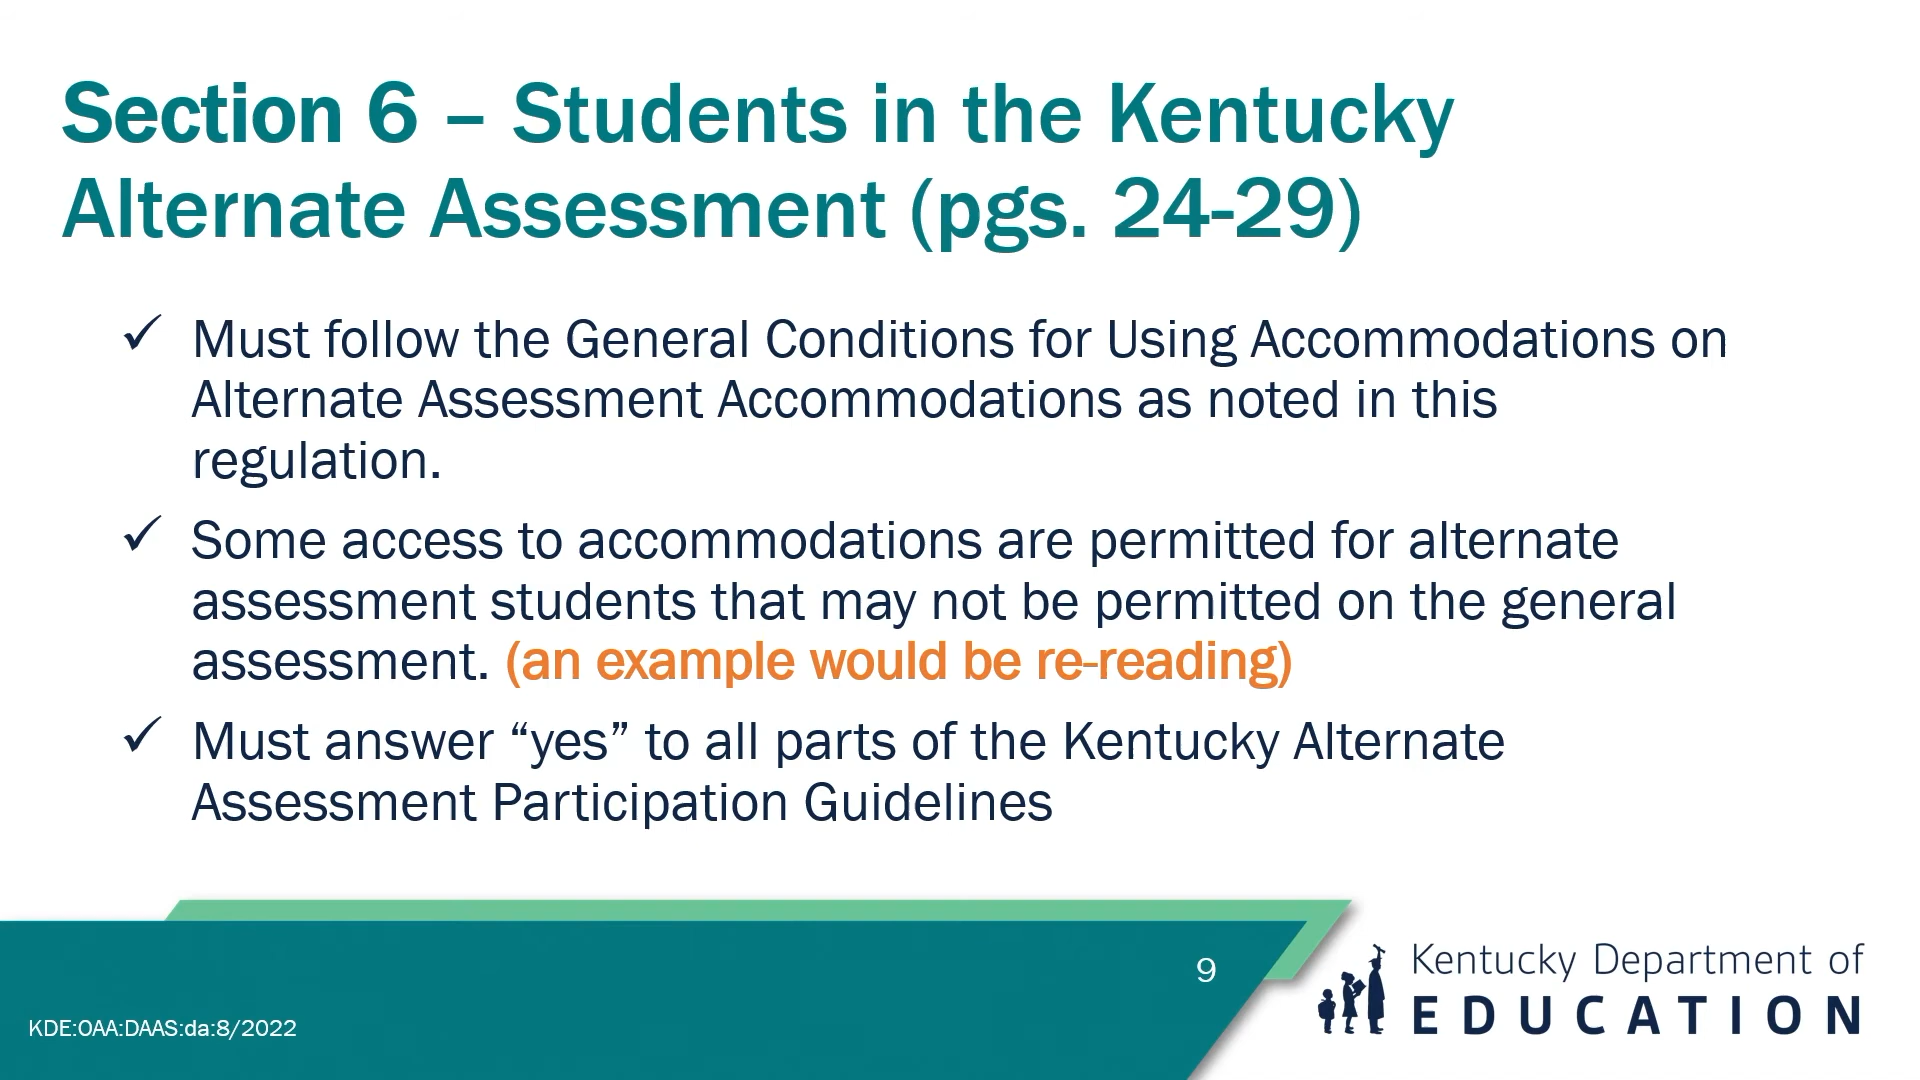 Section 6 – Students in the Kentucky
Alternate Assessment (pgs. 24-29)
✓ Must follow the General Conditions for Using Accommodations on
Alternate Assessment Accommodations as noted in this
regulation.
✓ Some access to accommodations are permitted for alternate
assessment students that may not be permitted on the general
assessment. (an example would be re-reading)
✓ Must answer “yes” to all parts of the Kentucky Alternate
Assessment Participation Guidelines
9
KDE:OAA:DAAS:da:8/2022
Kentucky Department of
EDUCATION